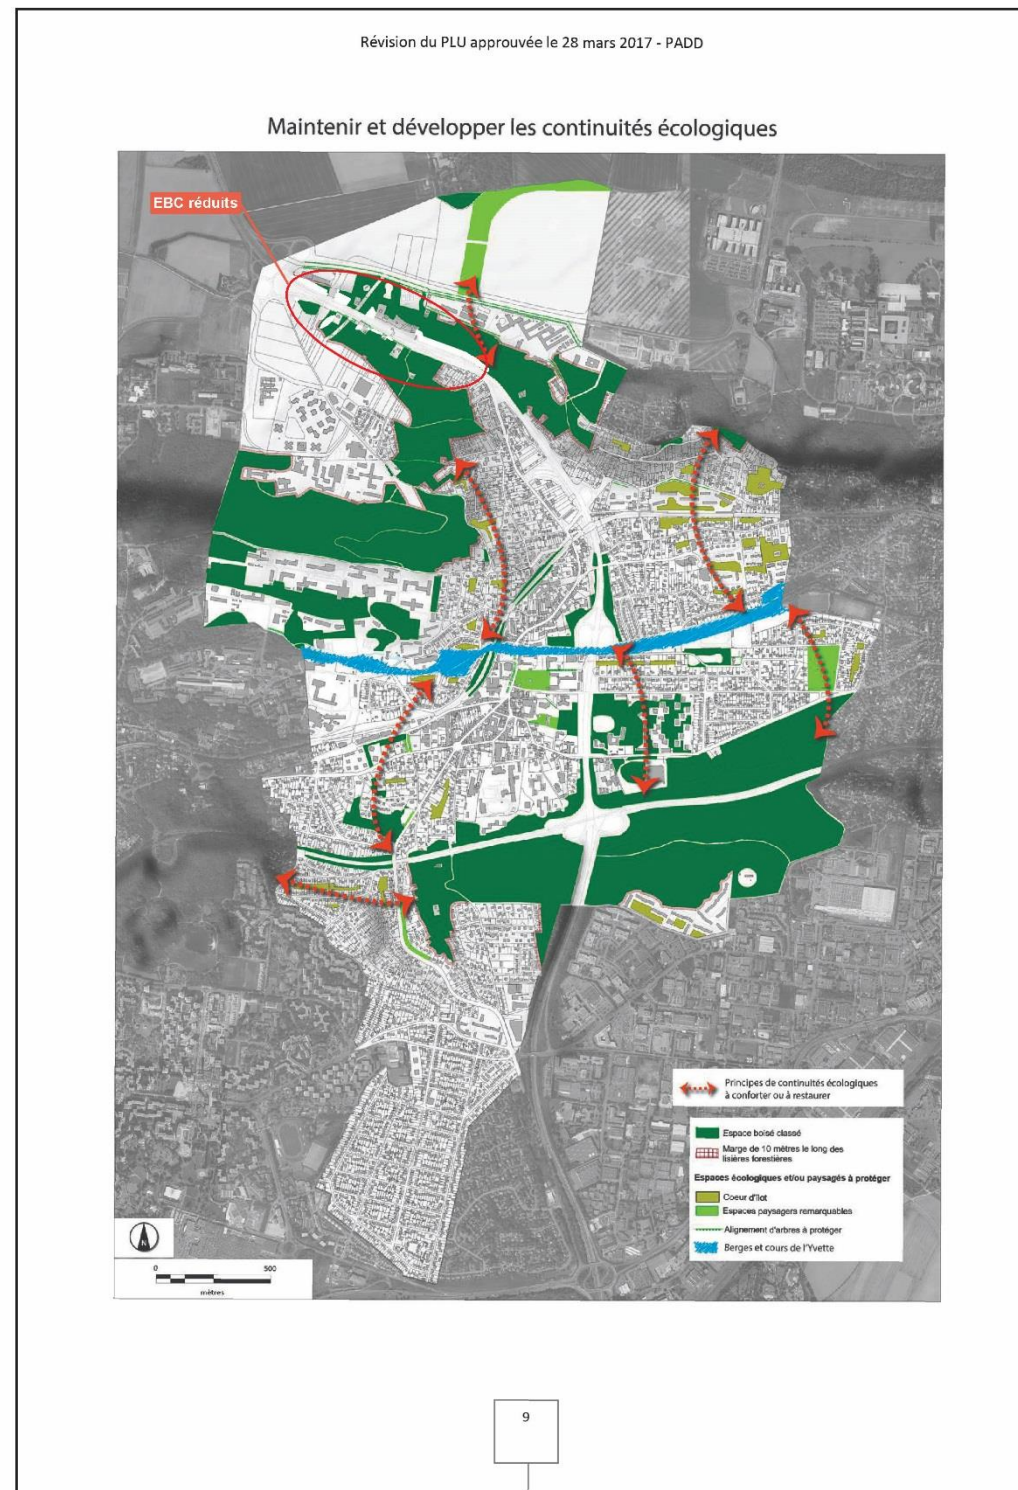 Révision du PLU approuvée le 28 mars 2017 - PADD
Maintenir et développer les continuités écologiques
EBC réduits
Principes de continuités écologiques
à conforter ou à restaurer
Espace boisé classé
Marge de 10 mètres le long des
lisières forestières
Espaces écologiques et/ou paysagés à protéger
Coeur d'îlot
Espaces paysagers remarquables
Alignement d'arbres à protéger
Berges et cours de l'Yvette
N
0 500
mètres
9